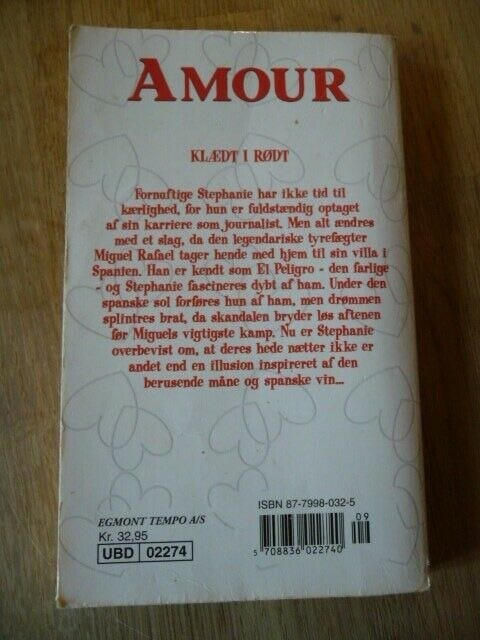 AMOUR
KLÆDT I RØDT
Fornuftige Stephanie har ikke tid til
kærlighed, for hun er fuldstændig optaget
af sin karriere som journalist. Men alt ændres
med et slag, da den legendariske tyrefægter
Miguel Rafael tager hende med hjem til sin villa i
Spanien. Han er kendt som El Peligro - den farlige
- og Stephanie fascineres dybt af ham. Under den
spanske sol forføres hun af ham, men drømmen
splintres brat, da skandalen bryder løs aftenen
før Miguels vigtigste kamp. Nu er Stephanie
overbevist om, at deres hede nætter ikke er
andet end en illusion inspireret af den
berusende måne og spanske vin...
ISBN 87-7998-032-5
09
EGMONT TEMPO A/S
Kr. 32,95
UBD 02274
5 708836 022740